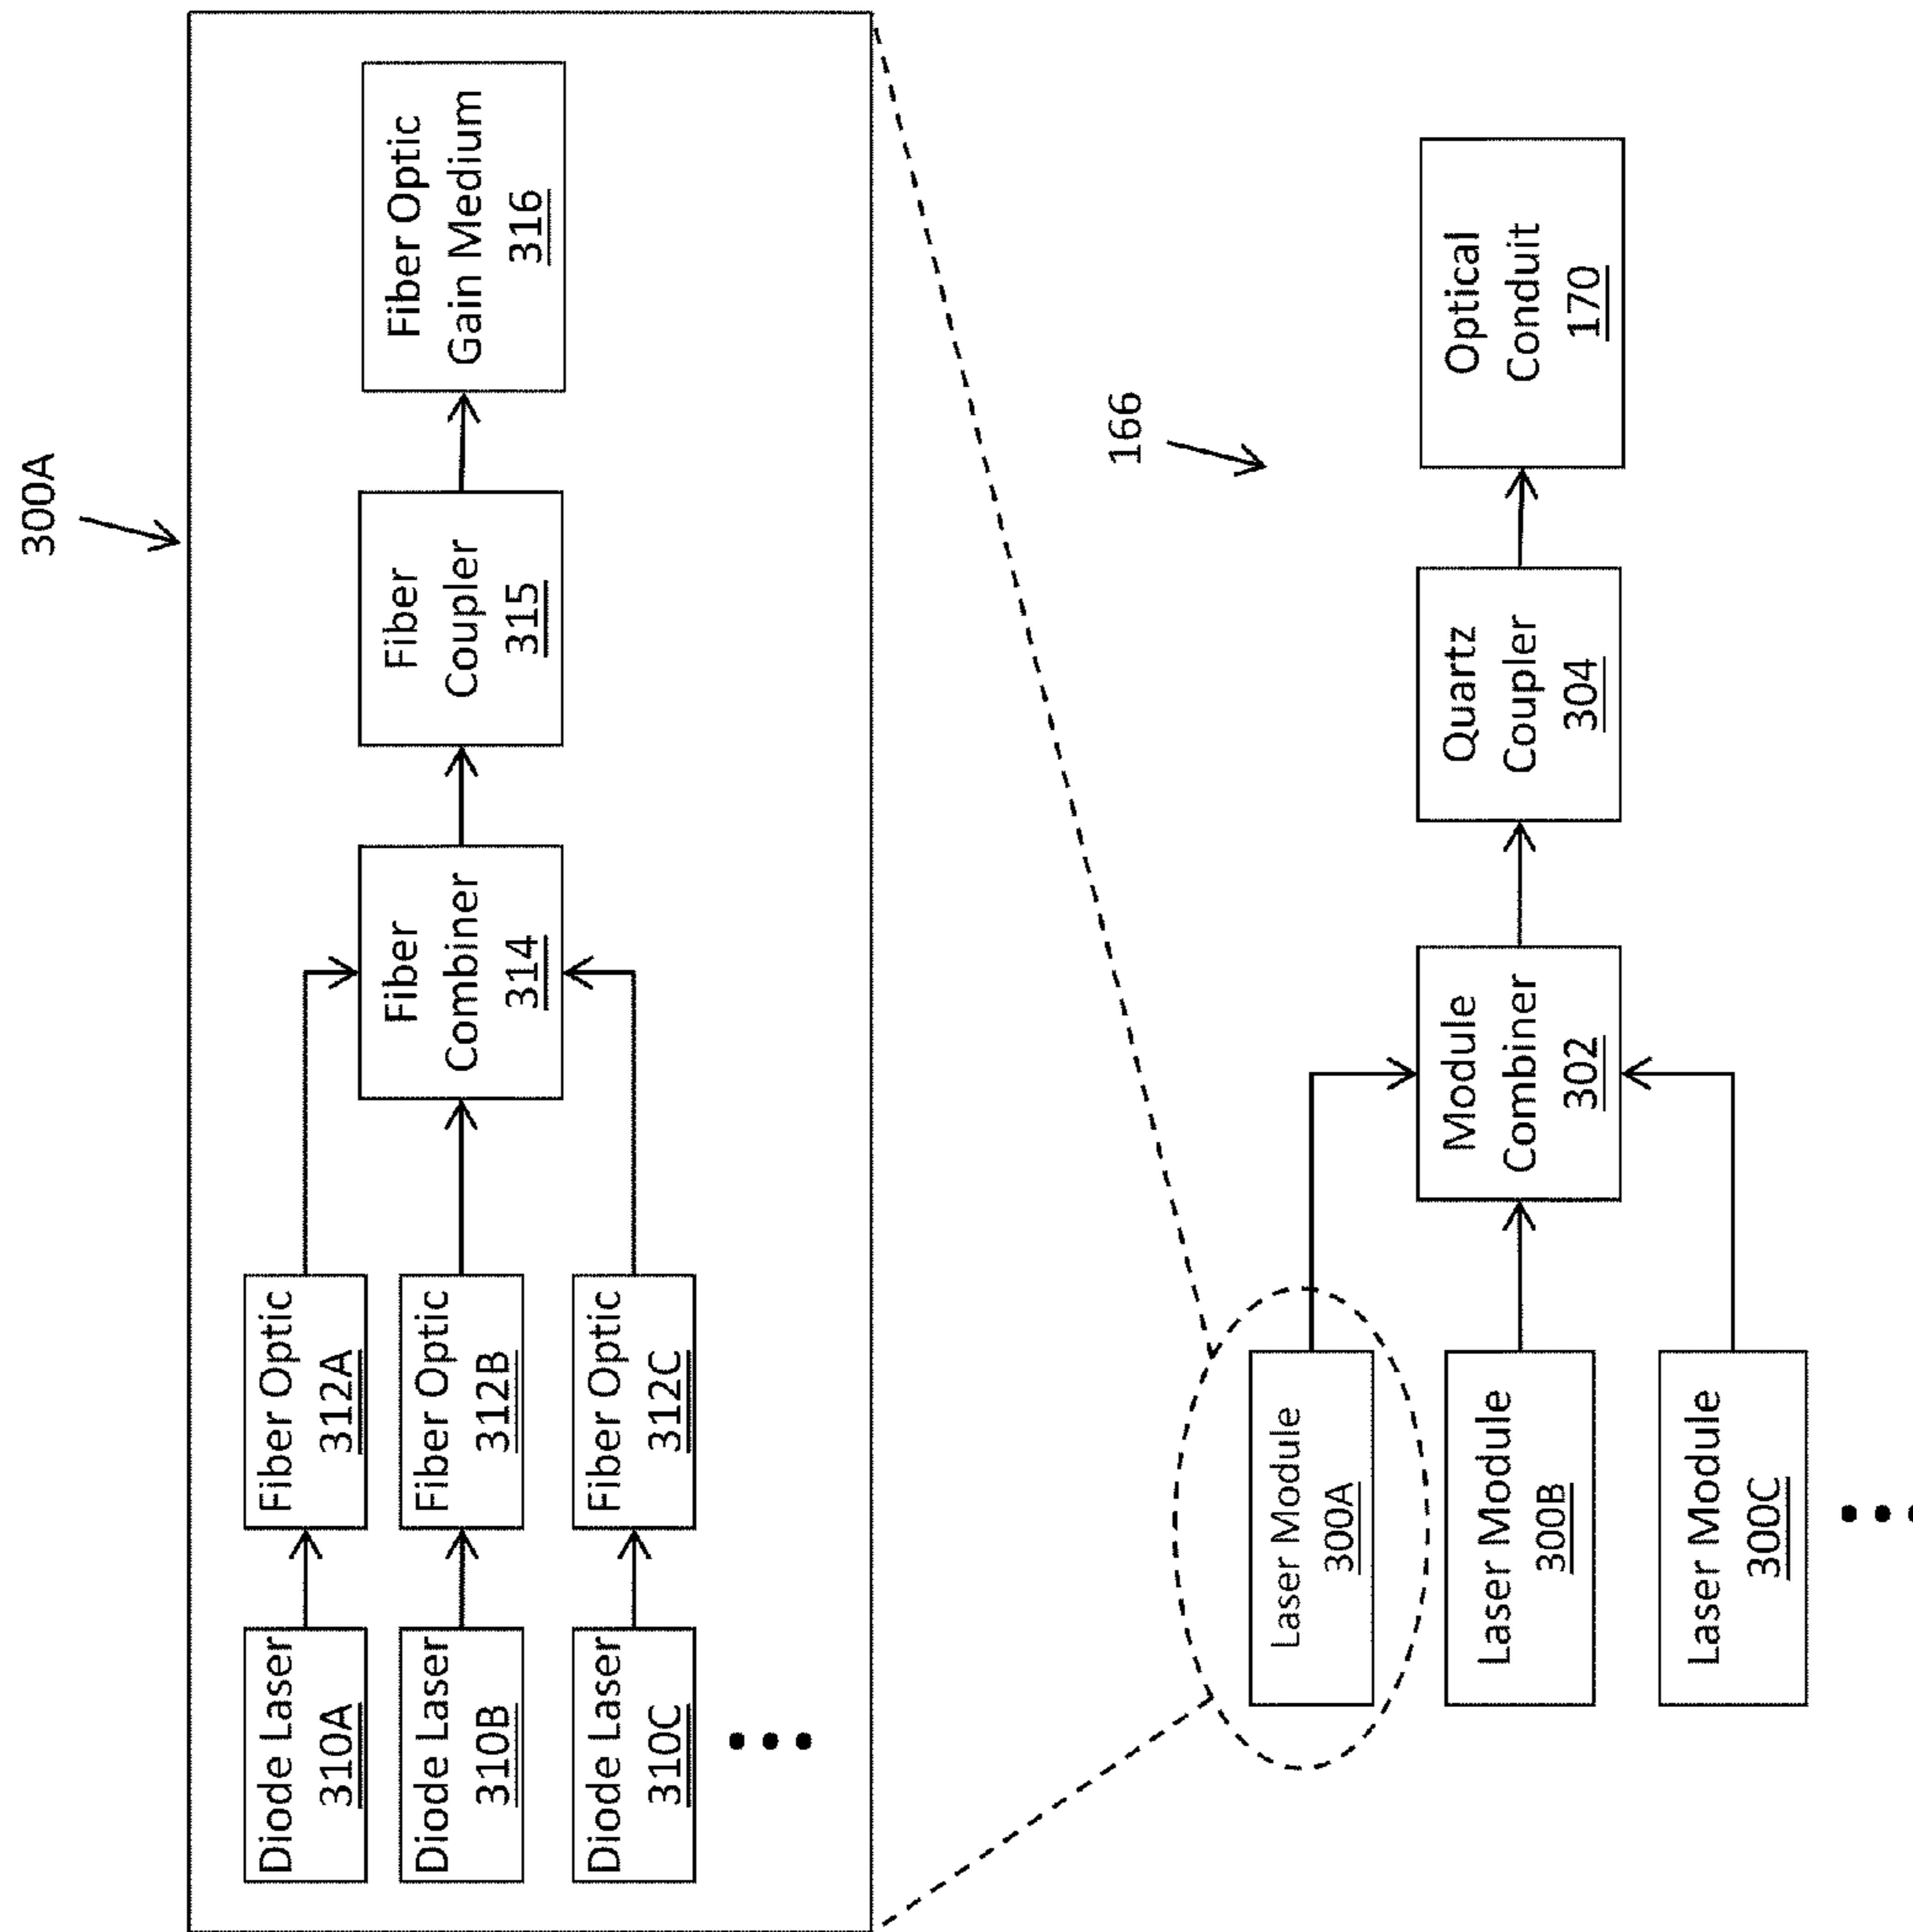 300A
Diode Laser
310A
Fiber Optic
312A
Diode Laser
310B
Fiber Optic
312B
Diode Laser
310C
Fiber Optic
312C
Fiber
Combiner
314
Fiber
Coupler
315
Fiber Optic
Gain Medium
316
166
Laser Module
300A
Laser Module
300B
Laser Module
300C
Module
Combiner
302
Quartz
Coupler
304
Optical
Conduit
170